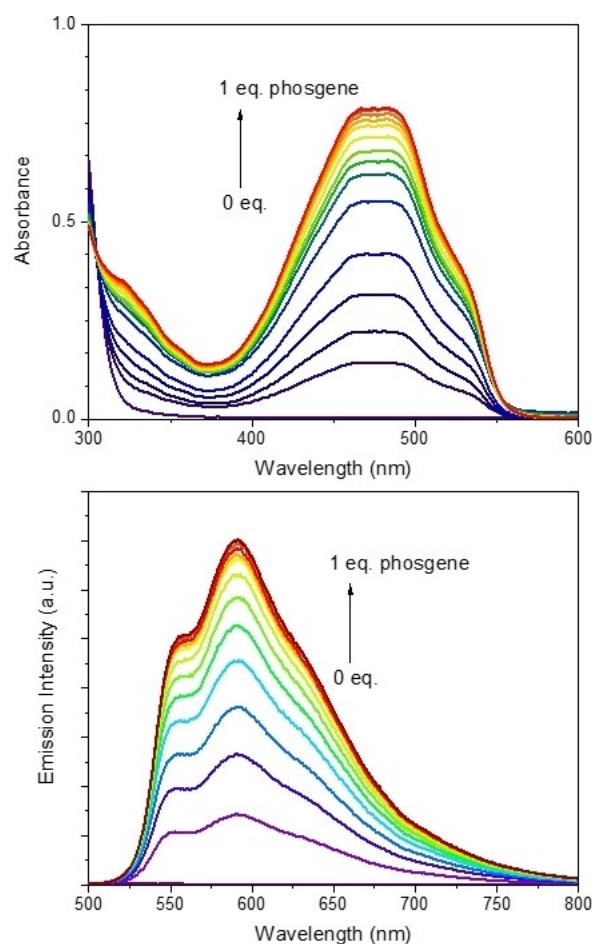 1.0
1 eq. phosgene
Absorbance
0.5
0 eq.
0.0
300 400 500 600
Wavelength (nm)
1 eq. phosgene
Emission Intensity (a.u.)
0 eq.
500 550 600 650 700 750 800
Wavelength (nm)